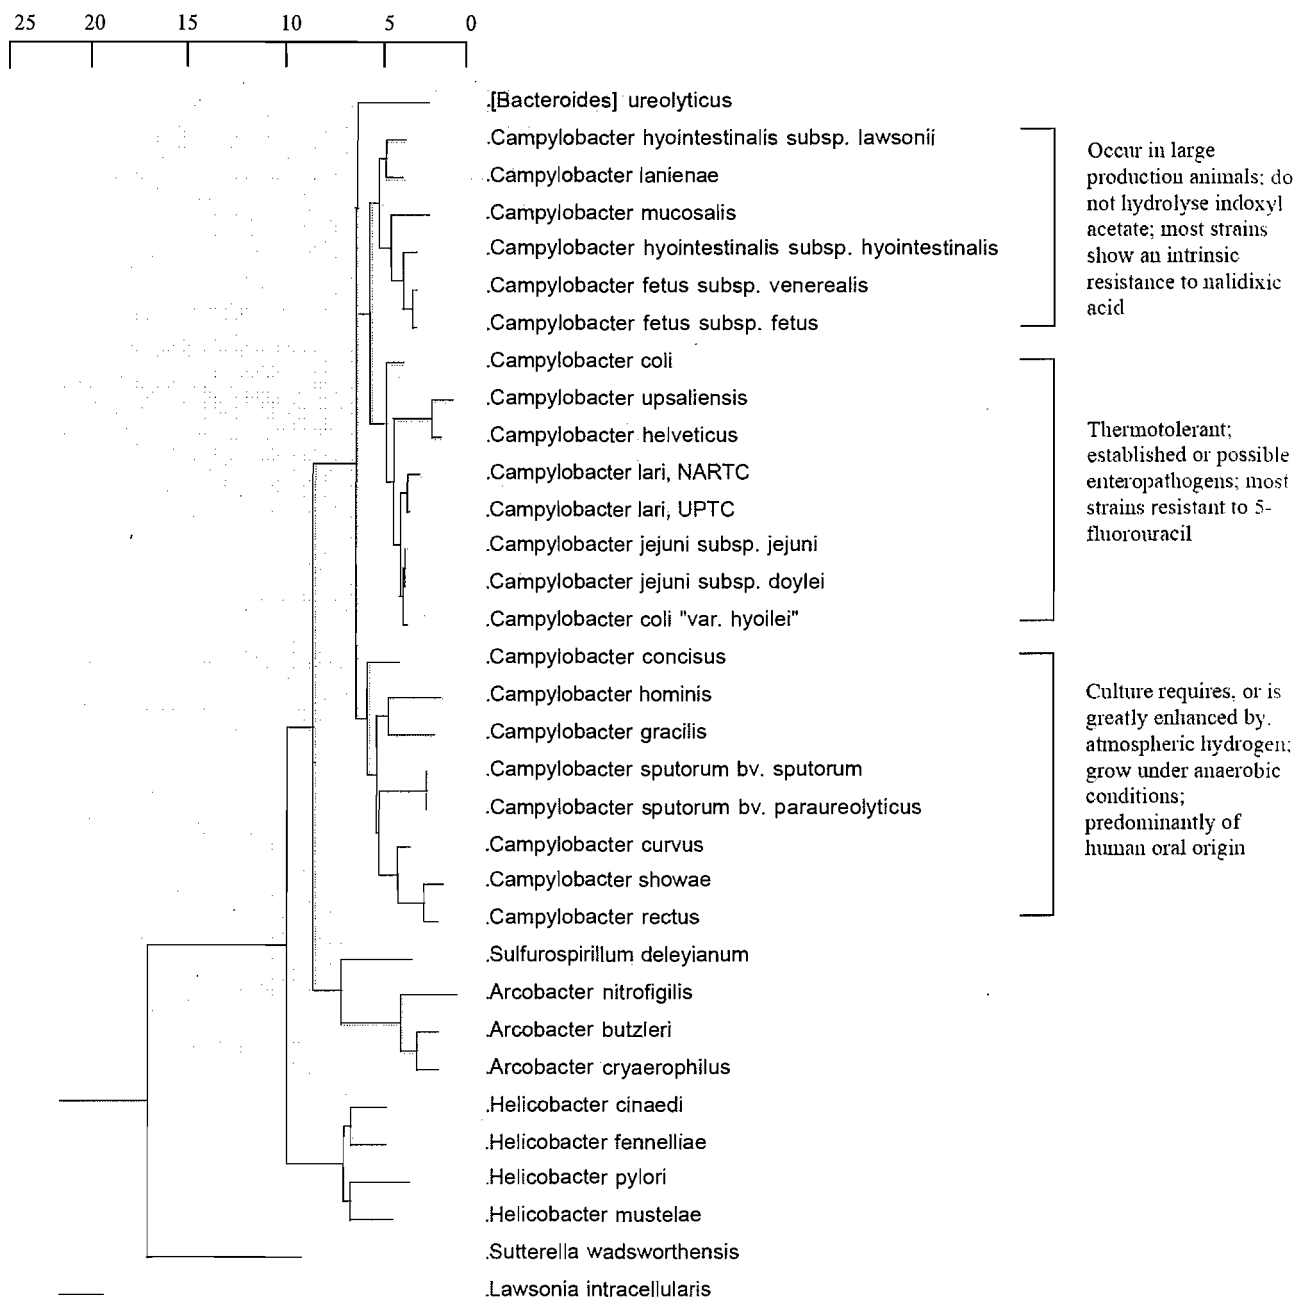 25 20 15 10 5 0
.[Bacteroides] ureolyticus
.Campylobacter hyointestinalis subsp. lawsonii
.Campylobacter lanienae
.Campylobacter mucosalis
.Campylobacter hyointestinalis subsp. hyointestinalis
.Campylobacter fetus subsp. venerealis
.Campylobacter fetus subsp. fetus
Occur in large
production animals; do
not hydrolyse indoxyl
acetate; most strains
show an intrinsic
resistance to nalidixic
acid
.Campylobacter coli
.Campylobacter upsaliensis
.Campylobacter helveticus
.Campylobacter lari, NARTC
.Campylobacter lari, UPTC
.Campylobacter jejuni subsp. jejuni
.Campylobacter jejuni subsp. doylei
.Campylobacter coli "var. hyoilei"
Thermotolerant;
established or possible
enteropathogens; most
strains resistant to 5-
fluorouracil
.Campylobacter concisus
.Campylobacter hominis
.Campylobacter gracilis
.Campylobacter sputorum bv. sputorum
.Campylobacter sputorum bv. paraureolyticus
.Campylobacter curvus
.Campylobacter showae
.Campylobacter rectus
Culture requires, or is
greatly enhanced by.
atmospheric hydrogen;
grow under anaerobic
conditions;
predominantly of
human oral origin
.Sulfurospirillum deleyianum
.Arcobacter nitrofigilis
.Arcobacter butzleri
.Arcobacter cryaerophilus
.Helicobacter cinaedi
.Helicobacter fennelliae
.Helicobacter pylori
.Helicobacter mustelae
.Sutterella wadsworthensis
.Lawsonia intracellularis